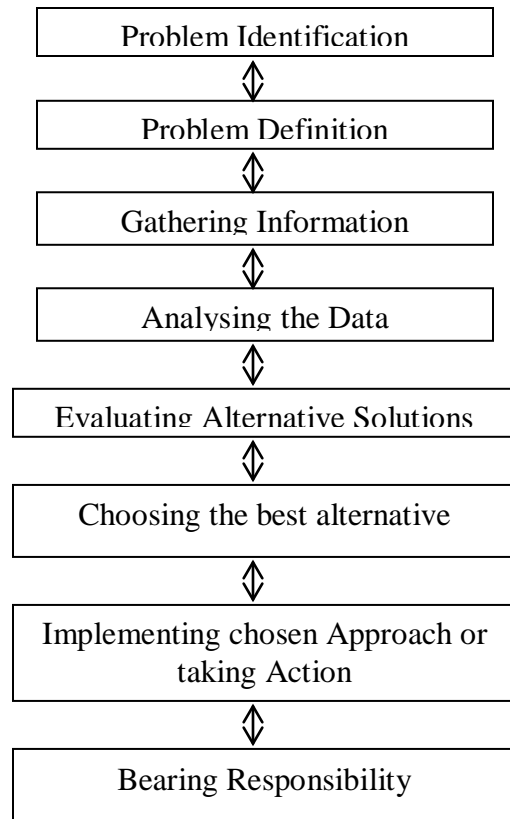 Problem Identification
Problem Definition
Gathering Information
Analysing the Data
Evaluating Alternative Solutions
Choosing the best alternative
Implementing chosen Approach or
taking Action
Bearing Responsibility